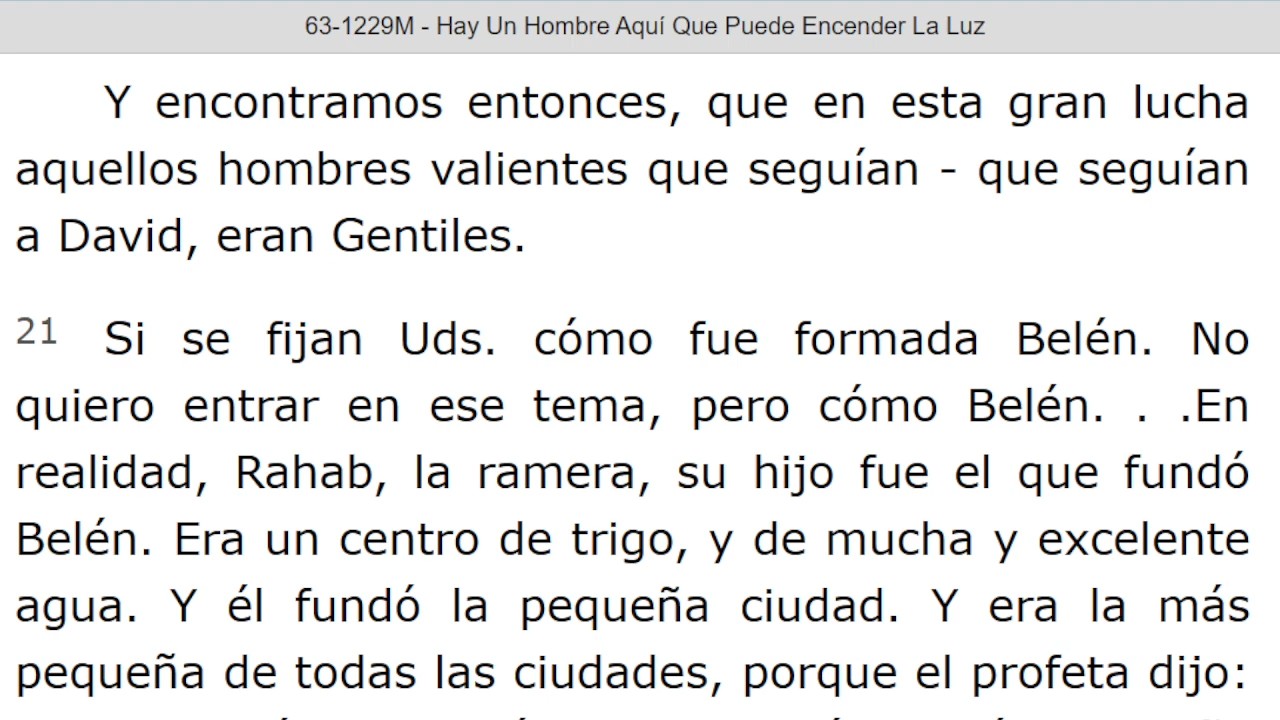 63-1229M - Hay Un Hombre Aquí Que Puede Encender La Luz
Y encontramos entonces, que en esta gran lucha
aquellos hombres valientes que seguían - que seguían
a David, eran Gentiles.
21 Si se fijan Uds. cómo fue formada Belén. No
quiero entrar en ese tema, pero cómo Belén. . .En
realidad, Rahab, la ramera, su hijo fue el que fundó
Belén. Era un centro de trigo, y de mucha y excelente
agua. Y él fundó la pequeña ciudad. Y era la más
pequeña de todas las ciudades, porque el profeta dijo: